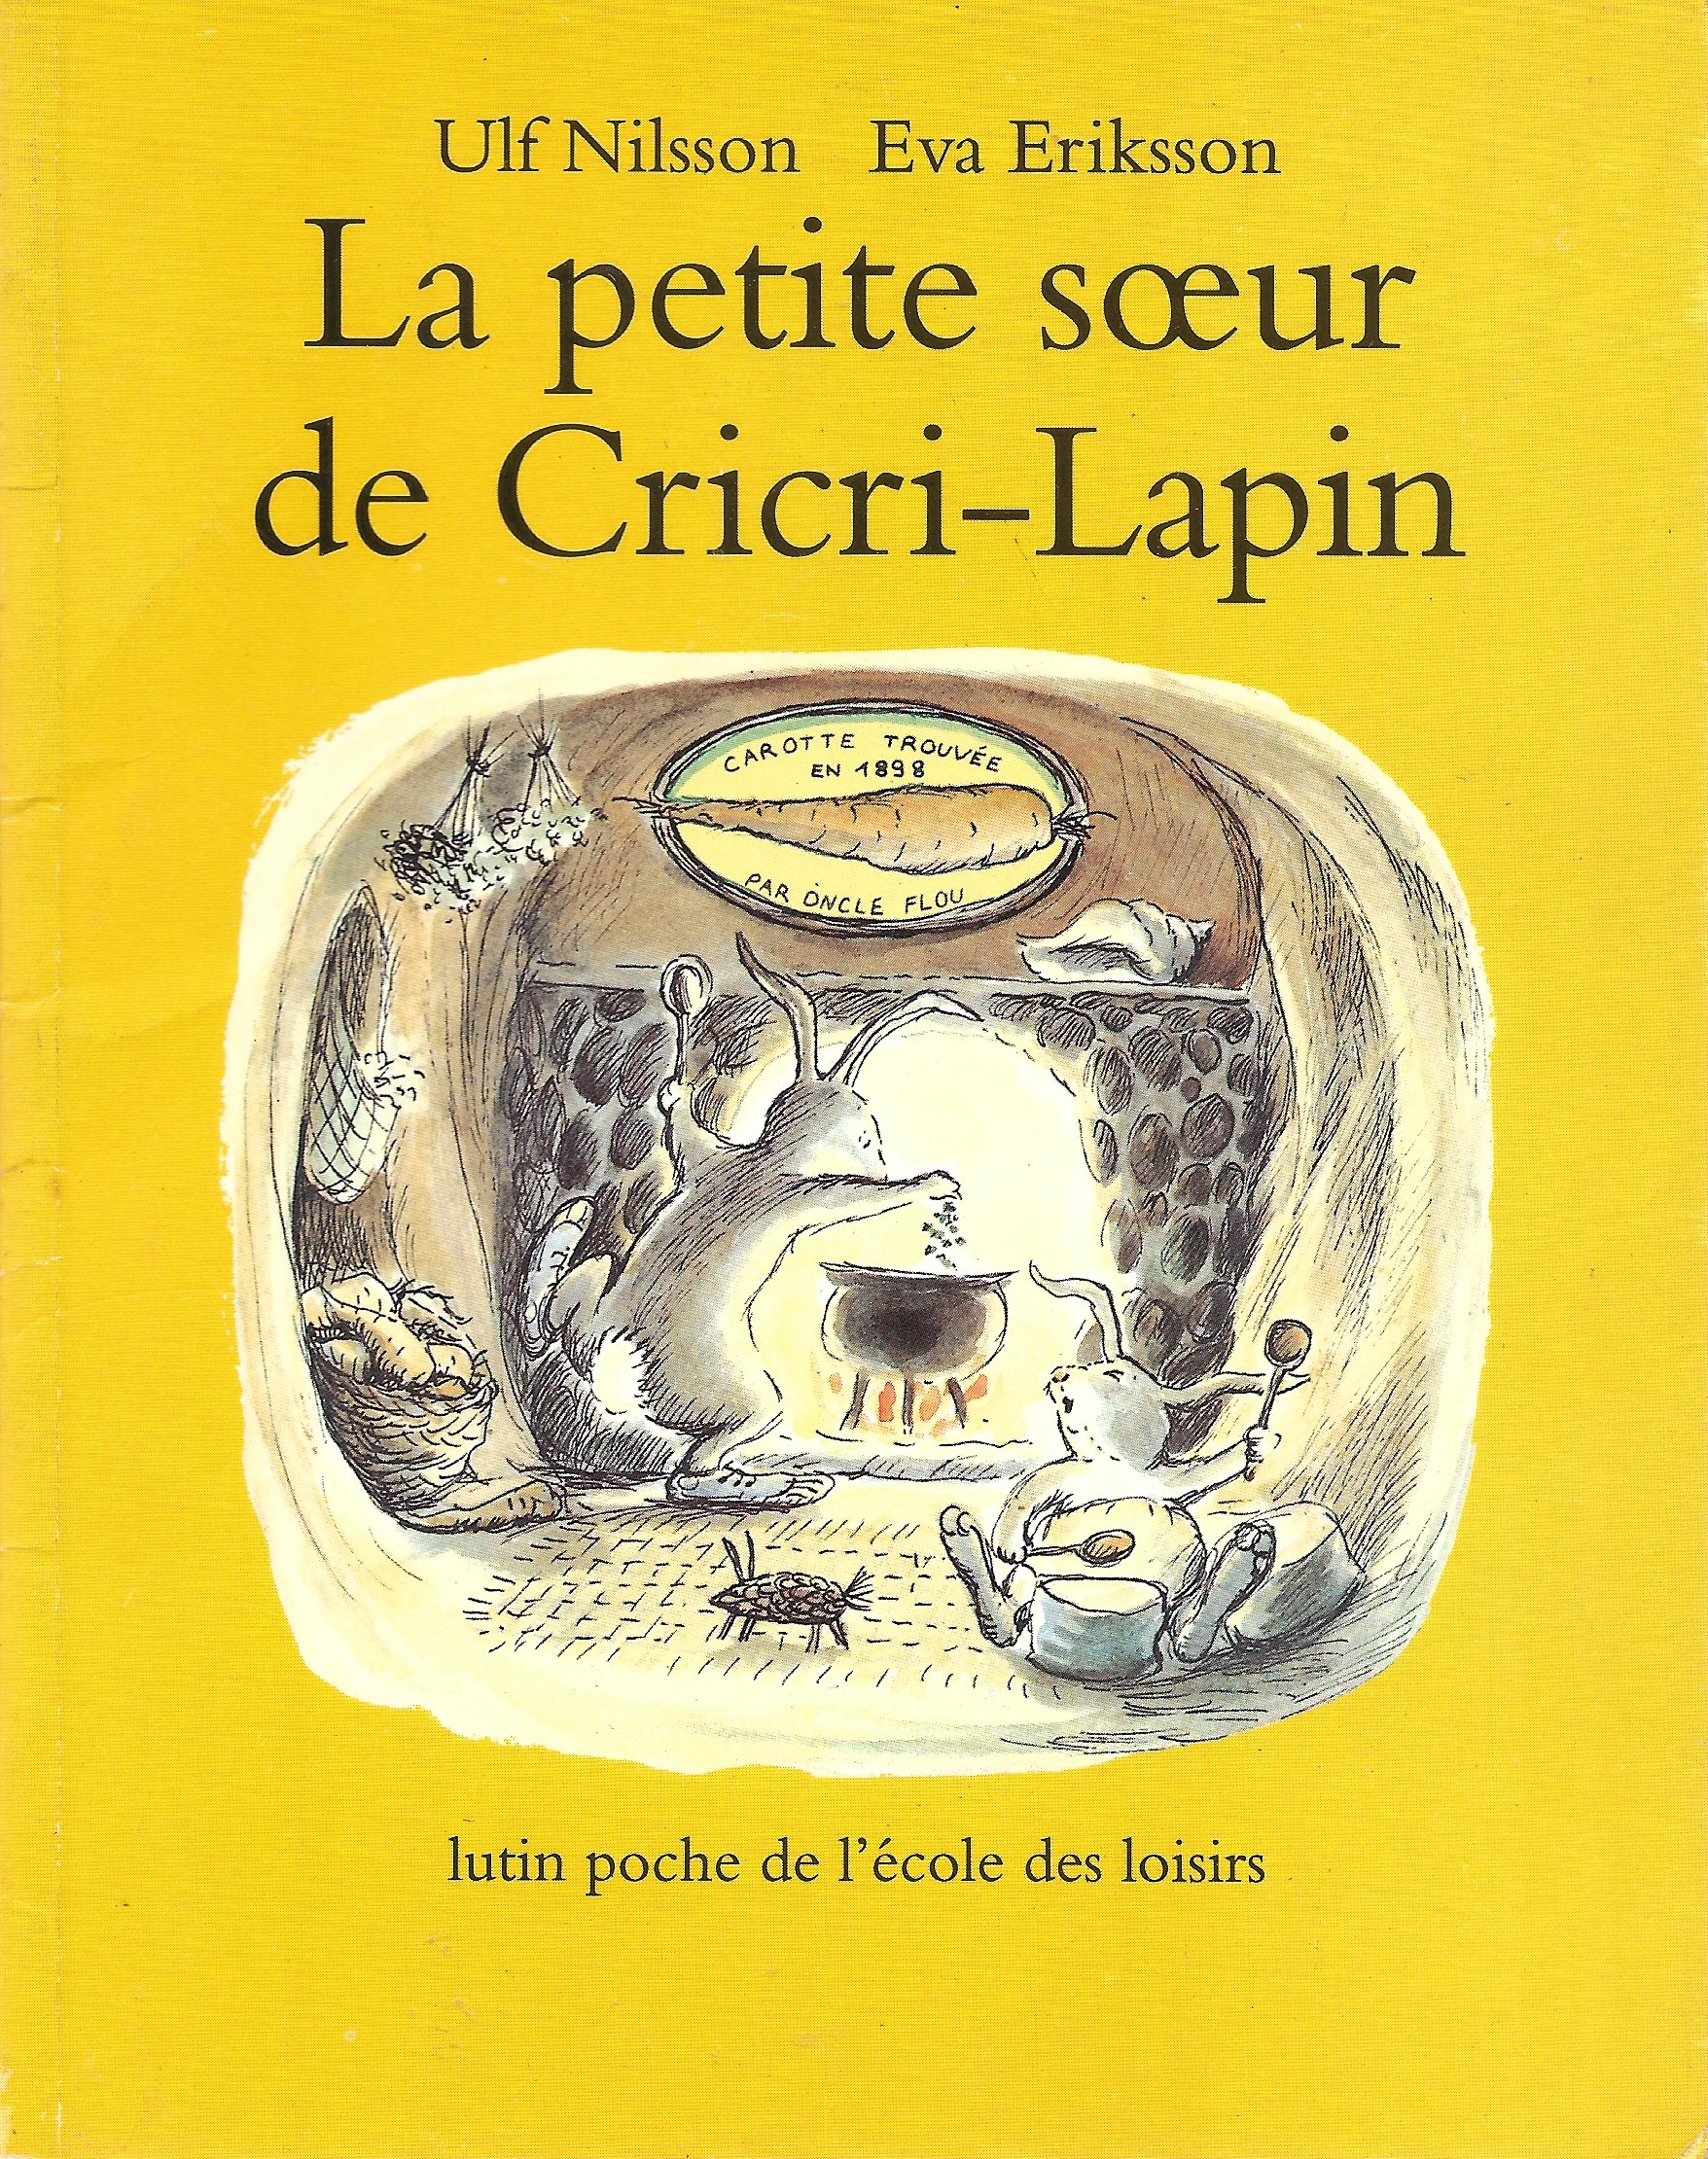 Ulf Nilsson Eva Eriksson
La petite sœur
de Cricri-Lapin
CAROTTE TROUVÉE
EN 1898
PAR ONCLE FLOU
lutin poche de l'école des loisirs